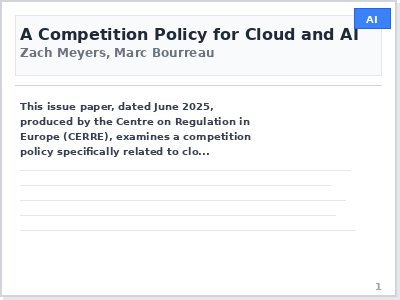 AI
A Competition Policy for Cloud and AI
Zach Meyers, Marc Bourreau
This issue paper, dated June 2025,
produced by the Centre on Regulation in
Europe (CERRE), examines a competition
policy specifically related to clo...
1